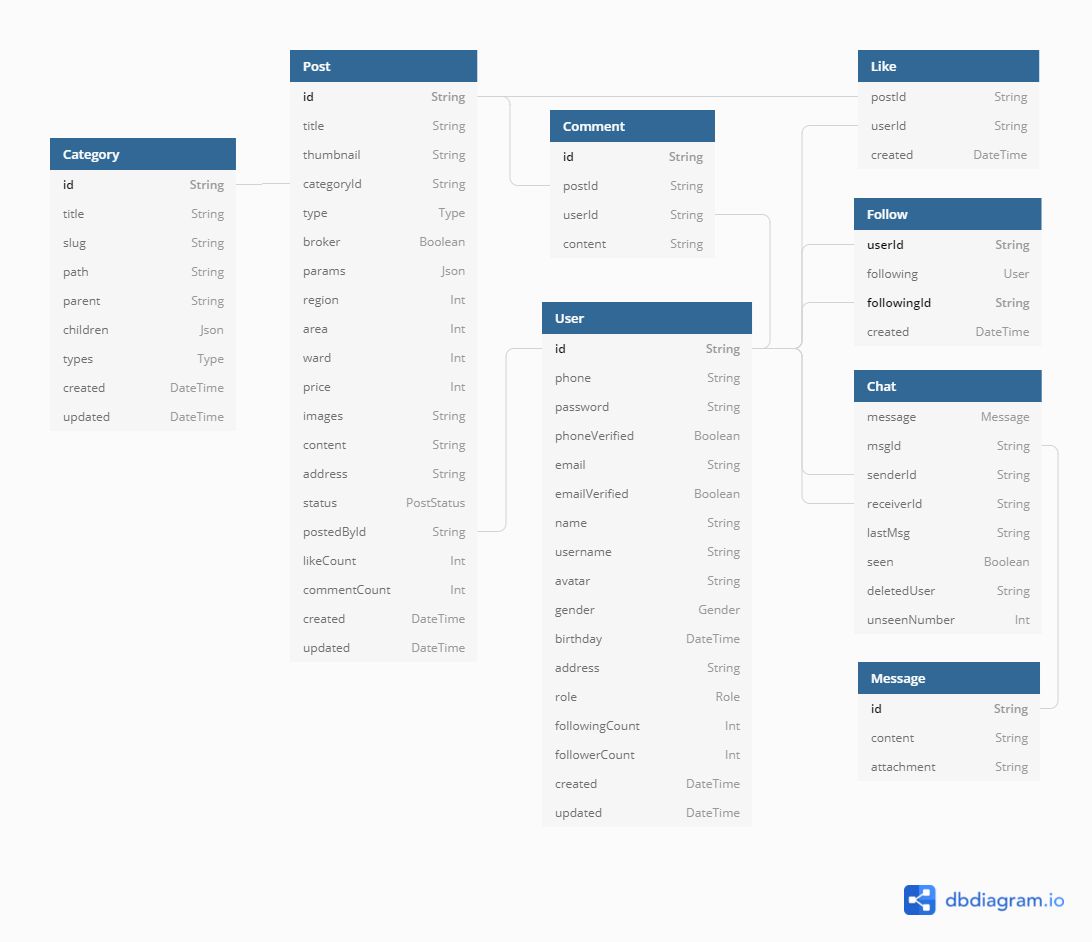 Category
id String
title String
slug String
path String
parent String
children Json
types Type
created DateTime
updated DateTime
Post
id String
title String
thumbnail String
categoryId String
type Type
broker Boolean
params Json
region Int
area Int
ward Int
price Int
images String
content String
address String
status PostStatus
postedById String
likeCount Int
commentCount Int
created DateTime
updated DateTime
Comment
id String
postId String
userId String
content String
User
id String
phone String
password String
phoneVerified Boolean
email String
emailVerified Boolean
name String
username String
avatar String
gender Gender
birthday DateTime
address String
role Role
followingCount Int
followerCount Int
created DateTime
updated DateTime
Like
postId String
userId String
created DateTime
Follow
userId String
following User
followingId String
created DateTime
Chat
message Message
msgId String
senderId String
receiverId String
lastMsg String
seen Boolean
deletedUser String
unseenNumber Int
Message
id String
content String
attachment String
dbdiagram.io